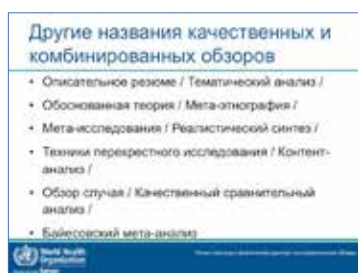 Другие названия качественных и
комбинированных обзоров
• Описательное резюме / Тематический анализ /
• Обоснованная теория / Мета-этнография /
• Мета-исследования / Реалистический синтез /
• Техники перекрестного исследования / Контент-
анализ /
• Обзор случая / Качественный сравнительный
анализ /
• Байесовский мета-анализ
World Health
Organization